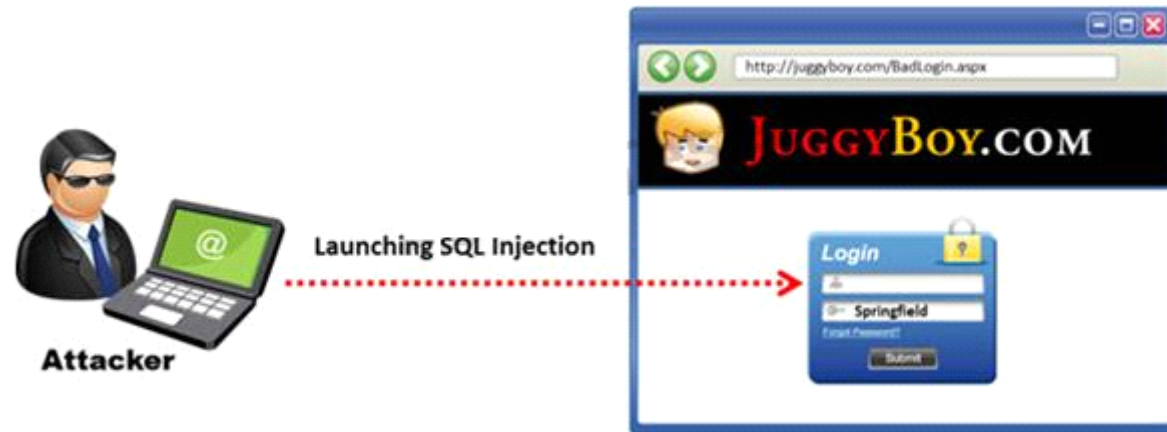 http://juggyboy.com/BadLogin.aspx
JuggyBoy.com
@
Launching SQL Injection
Attacker
Login
Springfield
Forgot Password?
Submit